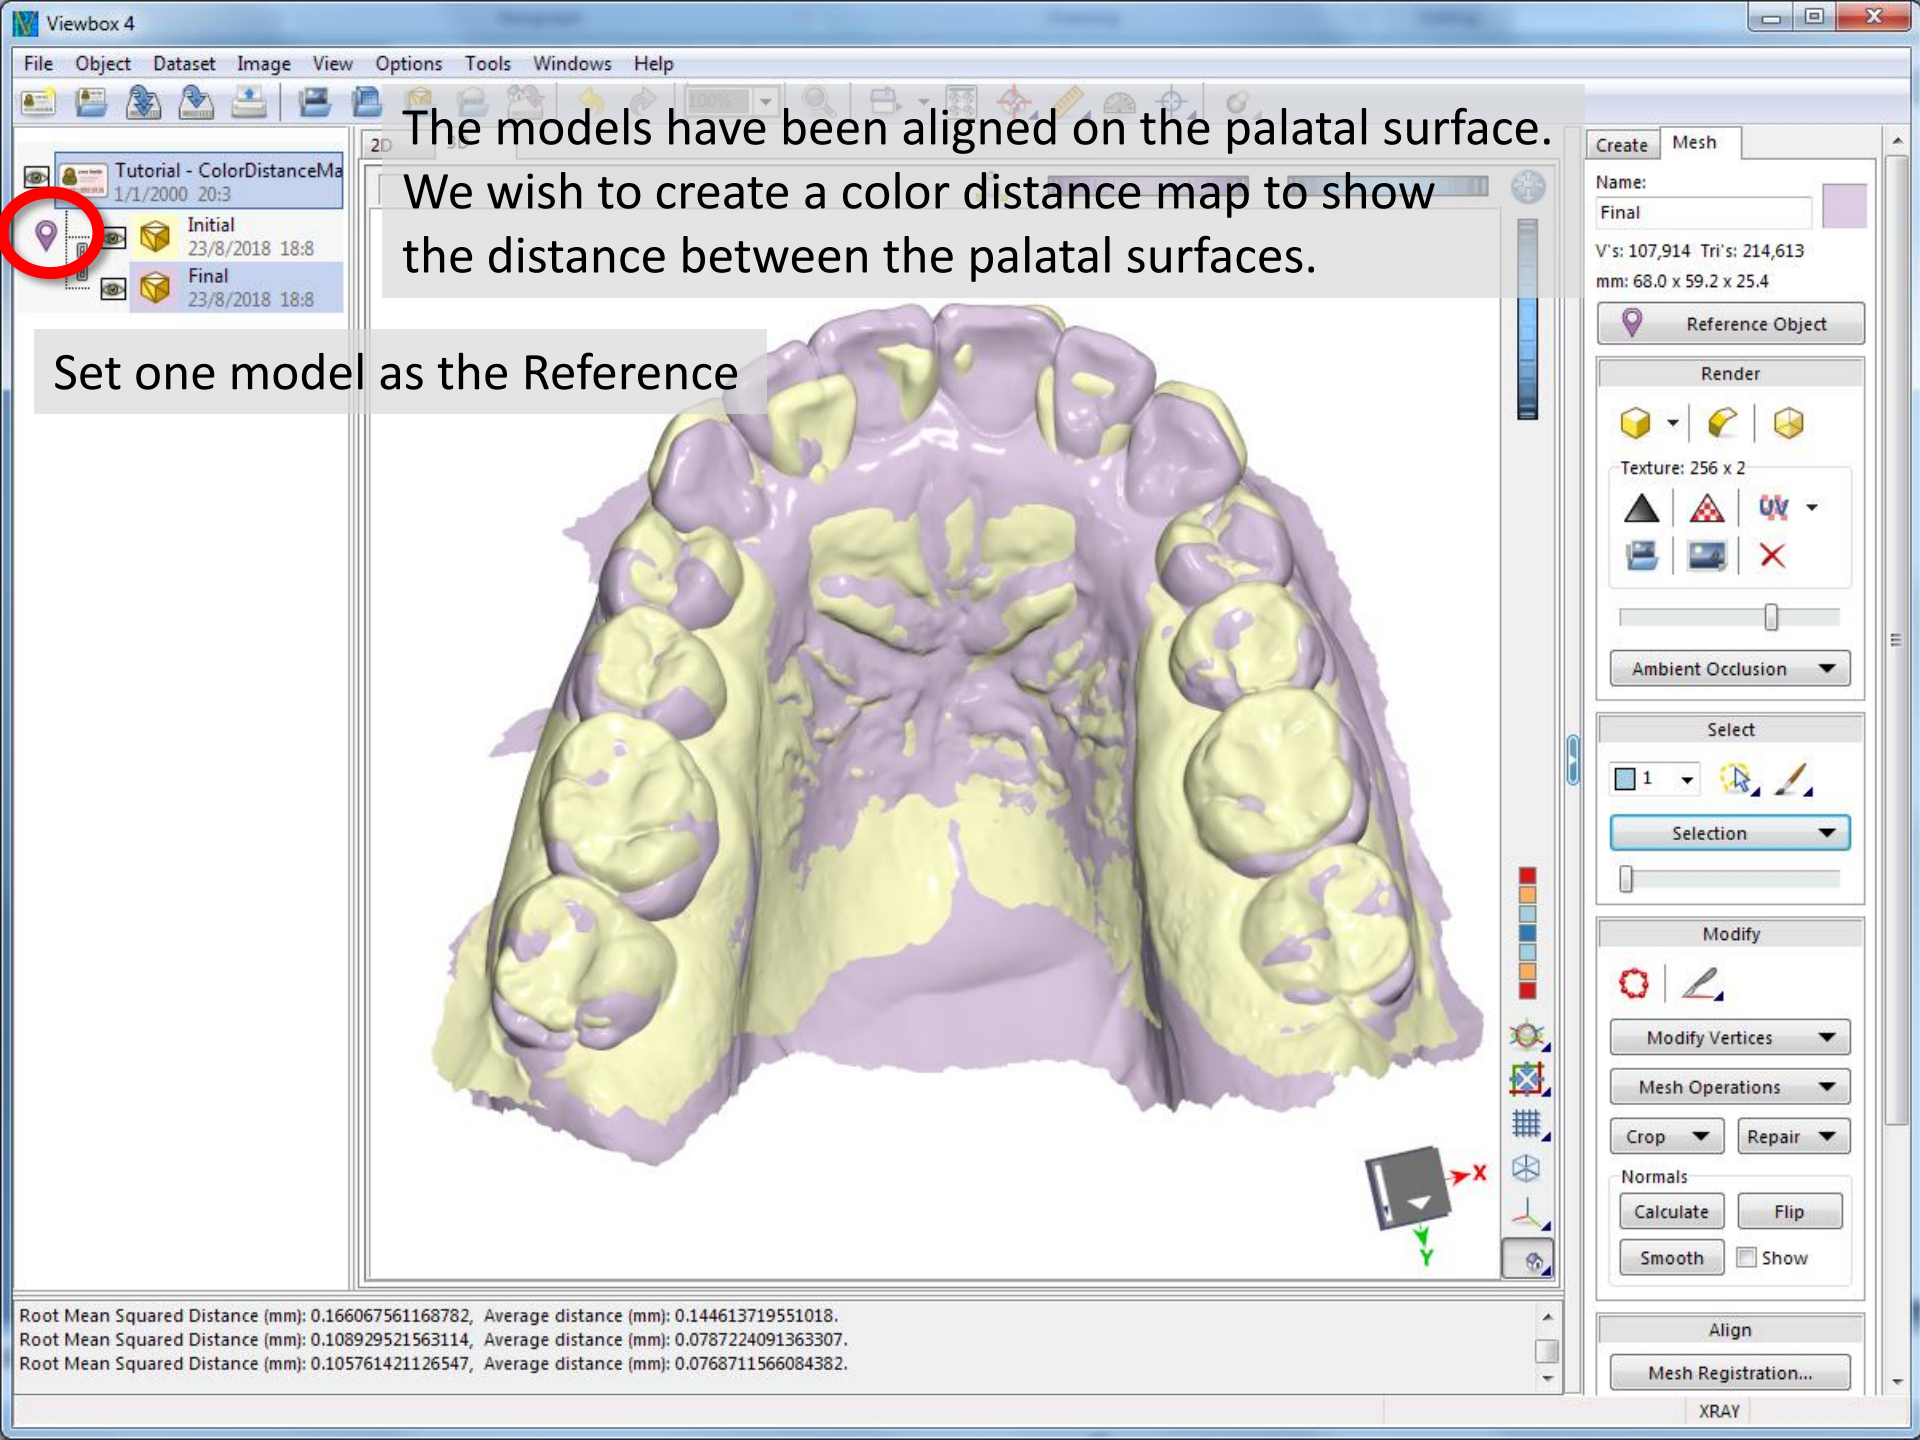 Viewbox 4
File Object Dataset Image View Options Tools Windows Help
100%
The models have been aligned on the palatal surface.
We wish to create a color distance map to show
the distance between the palatal surfaces.
2D
3D
Tutorial - ColorDistanceMa
1/1/2000 20:3
Initial
23/8/2018 18:8
Final
23/8/2018 18:8
Set one model as the Reference
Create Mesh
Name:
Final
V's: 107,914 Tri's: 214,613
mm: 68.0 x 59.2 x 25.4
Reference Object
Render
Texture: 256 x 2
UV
Ambient Occlusion
Select
1
Selection
Modify
Modify Vertices
Mesh Operations
Crop Repair
Normals
Calculate Flip
Smooth Show
Align
Mesh Registration...
X
Y
Root Mean Squared Distance (mm): 0.166067561168782, Average distance (mm): 0.144613719551018.
Root Mean Squared Distance (mm): 0.108929521563114, Average distance (mm): 0.0787224091363307.
Root Mean Squared Distance (mm): 0.105761421126547, Average distance (mm): 0.0768711566084382.
XRAY